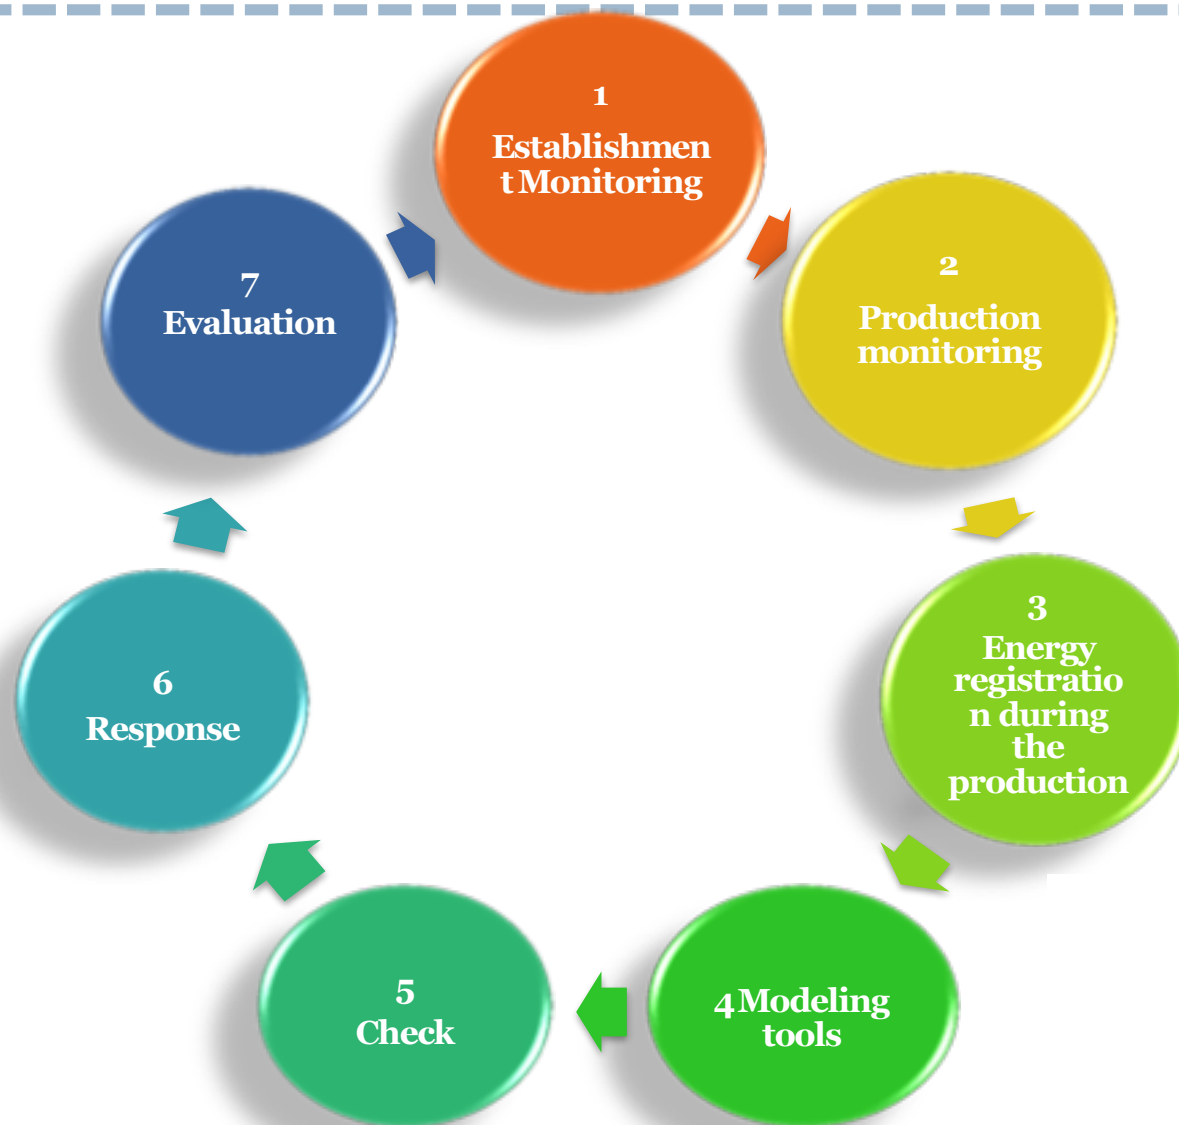 1
Establishmen
t Monitoring
2
Production
monitoring
3
Energy
registratio
n during
the
production
4 Modeling
tools
5
Check
6
Response
7
Evaluation